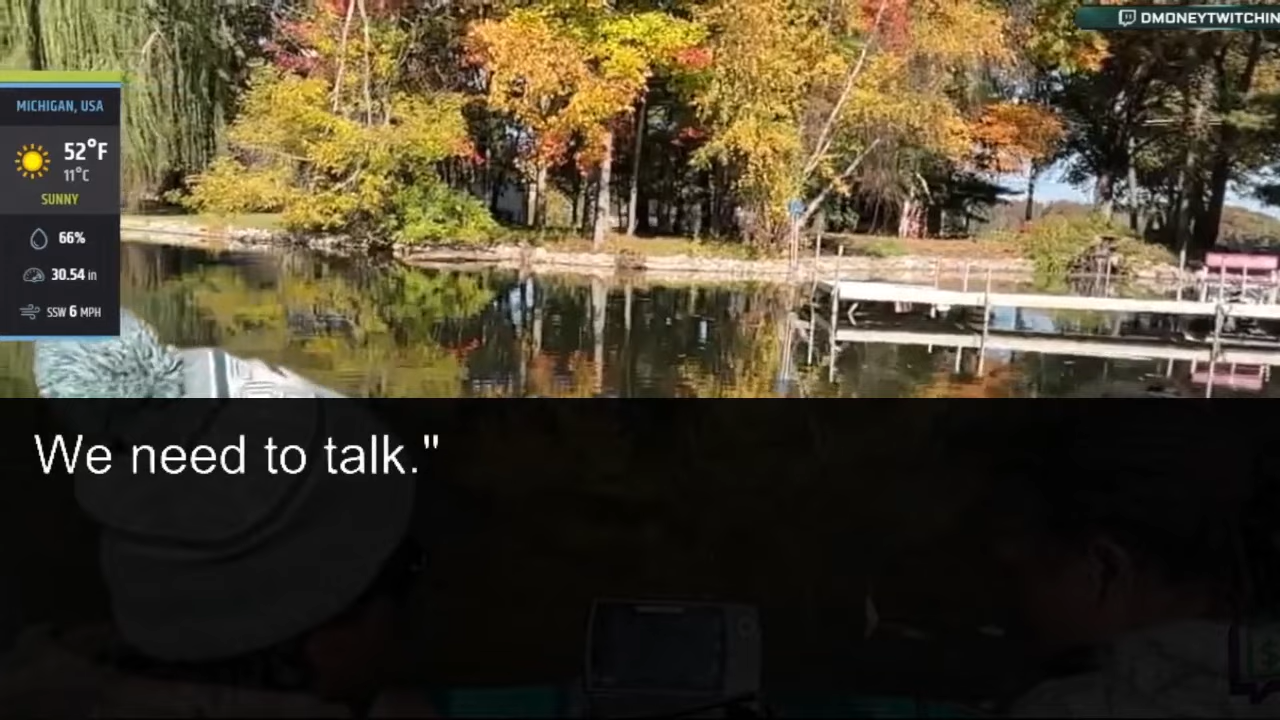 DMONEYTWITCHIN
MICHIGAN, USA
52°F
11°C
SUNNY
66%
30.54 in
SSW 6 MPH
We need to talk."